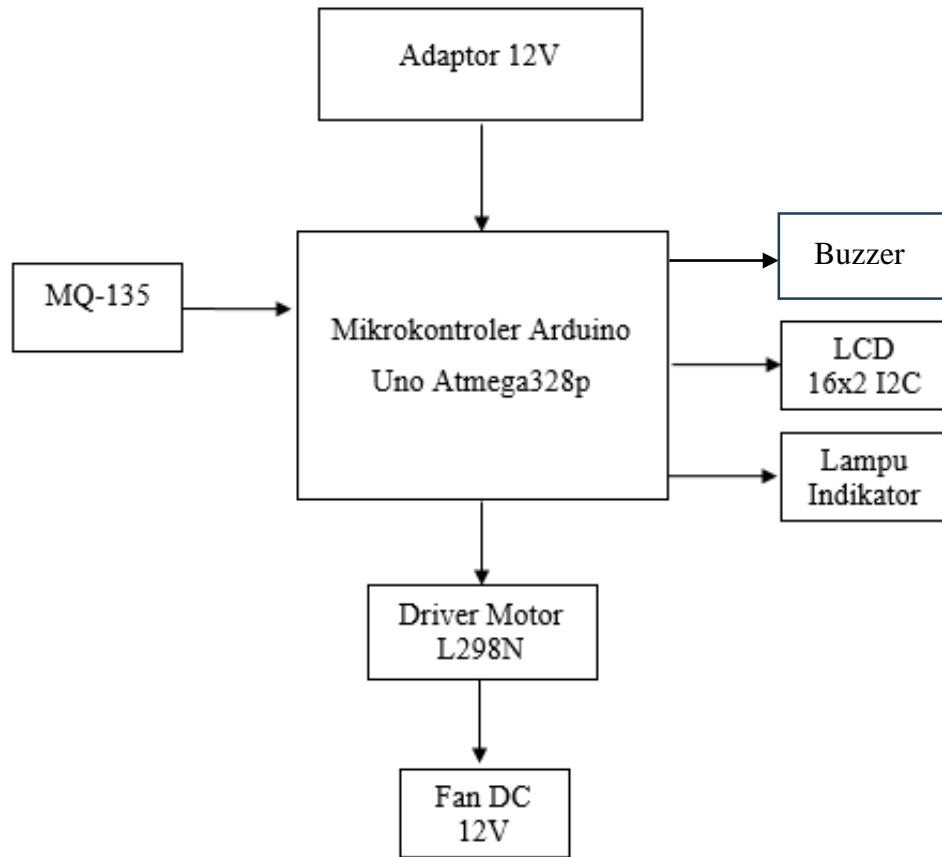 Adaptor 12V
MQ-135
Mikrokontroler Arduino
Uno Atmega328p
Buzzer
LCD
16x2 I2C
Lampu
Indikator
Driver Motor
L298N
Fan DC
12V